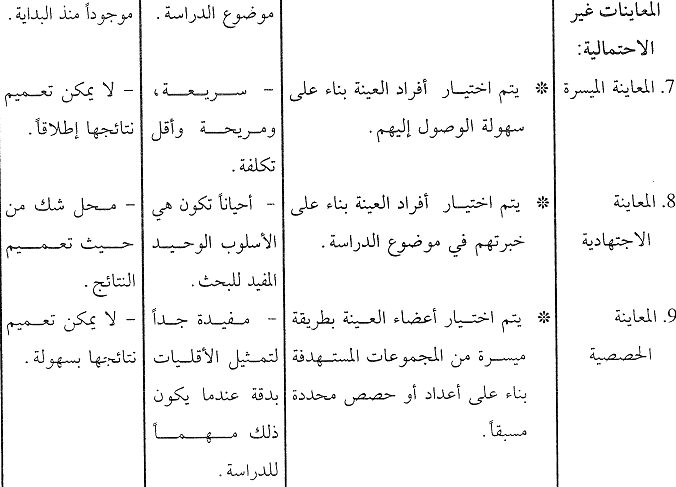 المعاينات غير
الاحتمالية:
موضوع الدراسة.
موجوداً منذ البداية.
7. المعاينة الميسرة
* يتم اختيار أفراد العينة بناء على
سهولة الوصول إليهم.
- سريعة،
ومريحة وأقل
تكلفة.
- لا يمكن تعميم
نتائجها إطلاقاً.
8. المعاينة
الاجتهادية
* يتم اختيار أفراد العينة بناء على
خبرتهم في موضوع الدراسة.
- أحياناً تكون هي
الأسلوب الوحيد
المفيد للبحث.
- محل شك من
حيث تعميم
النتائج.
9. المعاينة
الحصصية
* يتم اختيار أعضاء العينة بطريقة
ميسرة من المجموعات المستهدفة
بناء على أعداد أو حصص محددة
مسبقاً.
- مفيدة جداً
لتمثيل الأقليات
بدقة عندما يكون
ذلك مهماً
للدراسة.
- لا يمكن تعميم
نتائجها بسهولة.